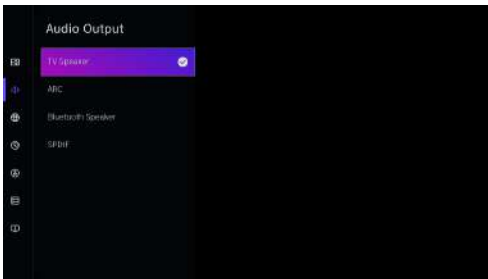 Audio Output
TV Speaker
ARC
Bluetooth Speaker
SPDIF